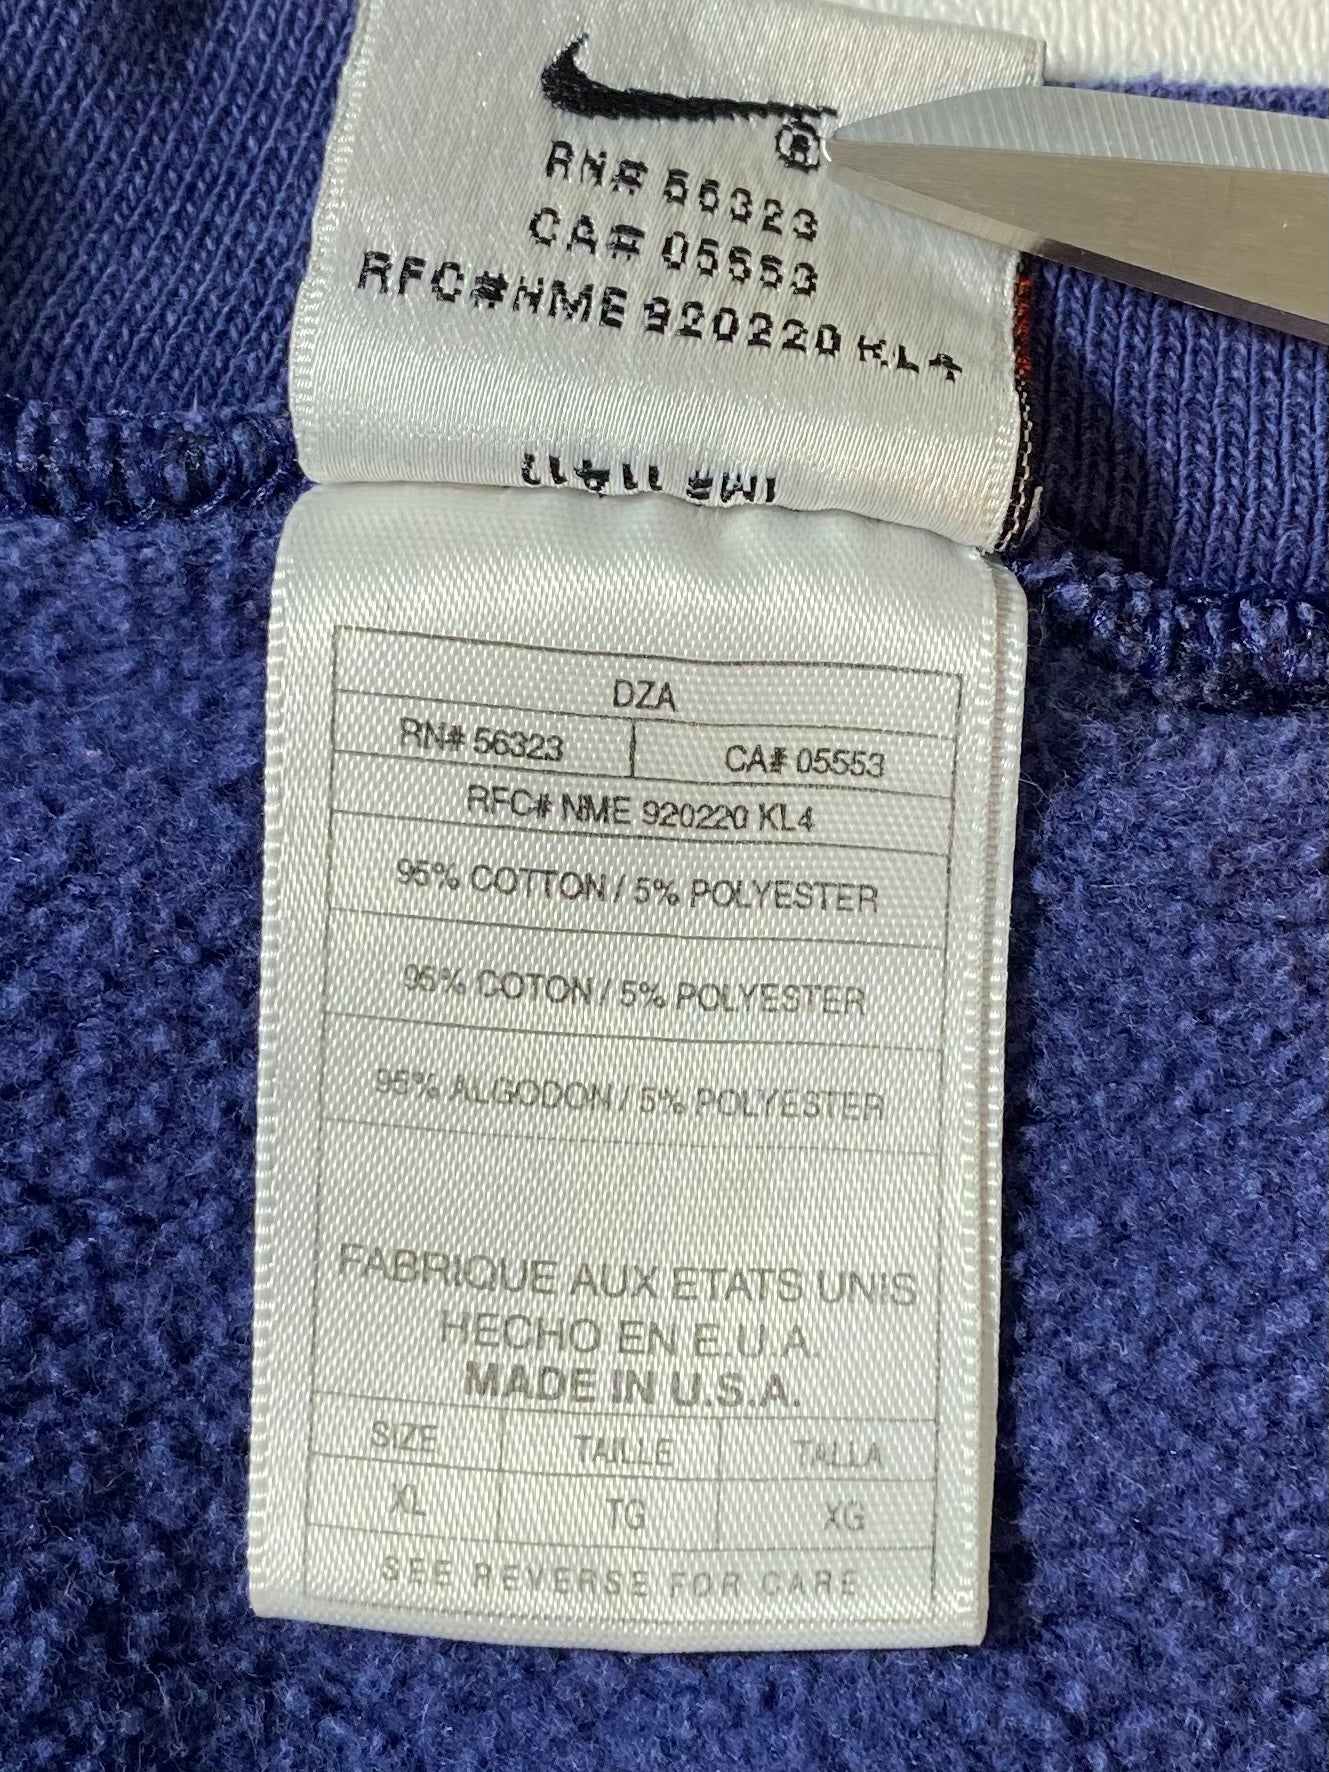 ®
RN# 56323
CA# 05553
RFC#NME 920220 KL4
DZA
RN# 56323 CA# 05553
RFC# NME 920220 KL4
95% COTTON / 5% POLYESTER
95% COTON / 5% POLYESTER
95% ALGODON / 5% POLYESTER
FABRIQUE AUX ETATS UNIS
HECHO EN E.U.A
MADE IN U.S.A.
SIZE TAILLE TALLA
XL TG XG
SEE REVERSE FOR CARE